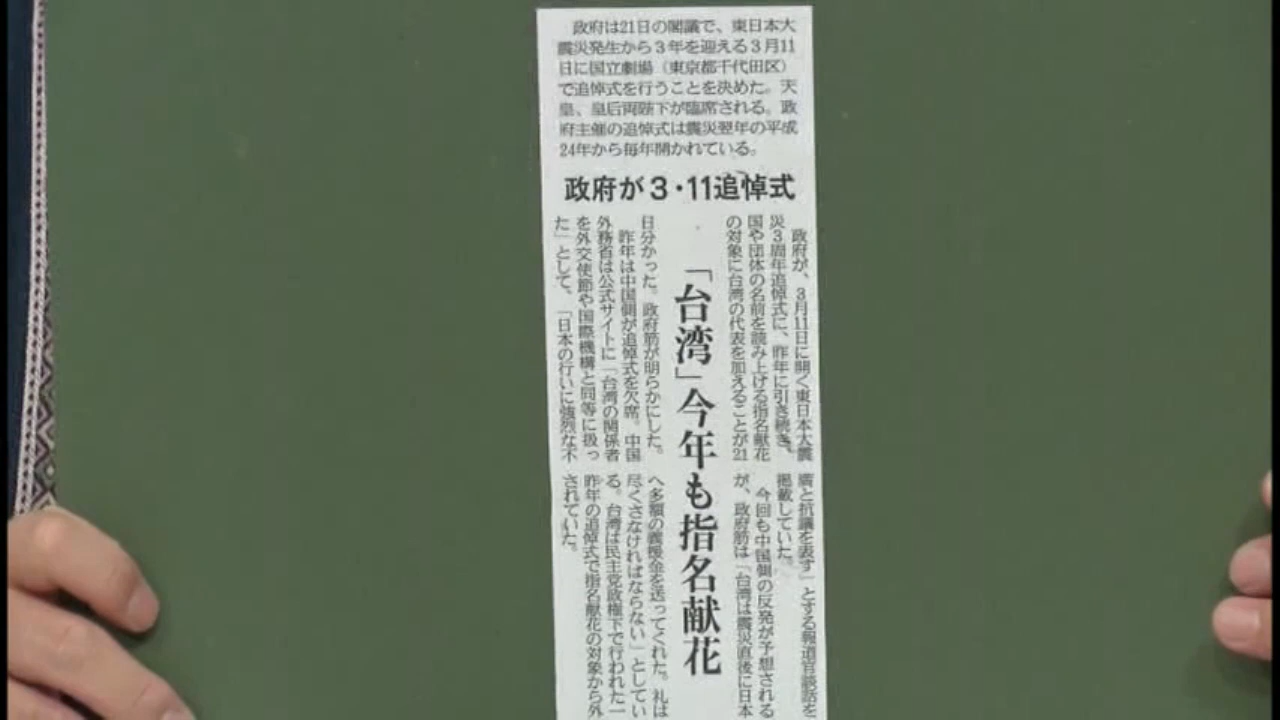 政府は21日の閣議で、東日本大
震災発生から3年を迎える3月11
日に国立劇場(東京都千代田区)
で追悼式を行うことを決めた。天
皇、皇后両陛下が臨席される。政
府主催の追悼式は震災翌年の平成
24年から毎年開かれている。
政府が3・11追悼式
「台湾」今年も指名献花
政府が、3月11日に開く東日本大震
災3周年追悼式に、昨年に引き続き、
国や団体の名前を読み上げる指名献花
の対象に台湾の代表を加えることが21
日分かった。政府筋が明らかにした。
昨年は中国側が追悼式を欠席。中国
外務省は公式サイトに「台湾の関係者
を外交使節や国際機構と同等に扱っ
た」として、「日本の行いに強烈な不
満と抗議を表す」とする報道官談話を
掲載していた。
今回も中国側の反発が予想される
が、政府筋は「台湾は震災直後に日本
へ多額の義援金を送ってくれた。礼は
尽くさなければならない」としてい
る。台湾は民主党政権下で行われた一
昨年の追悼式で指名献花の対象から外
されていた。